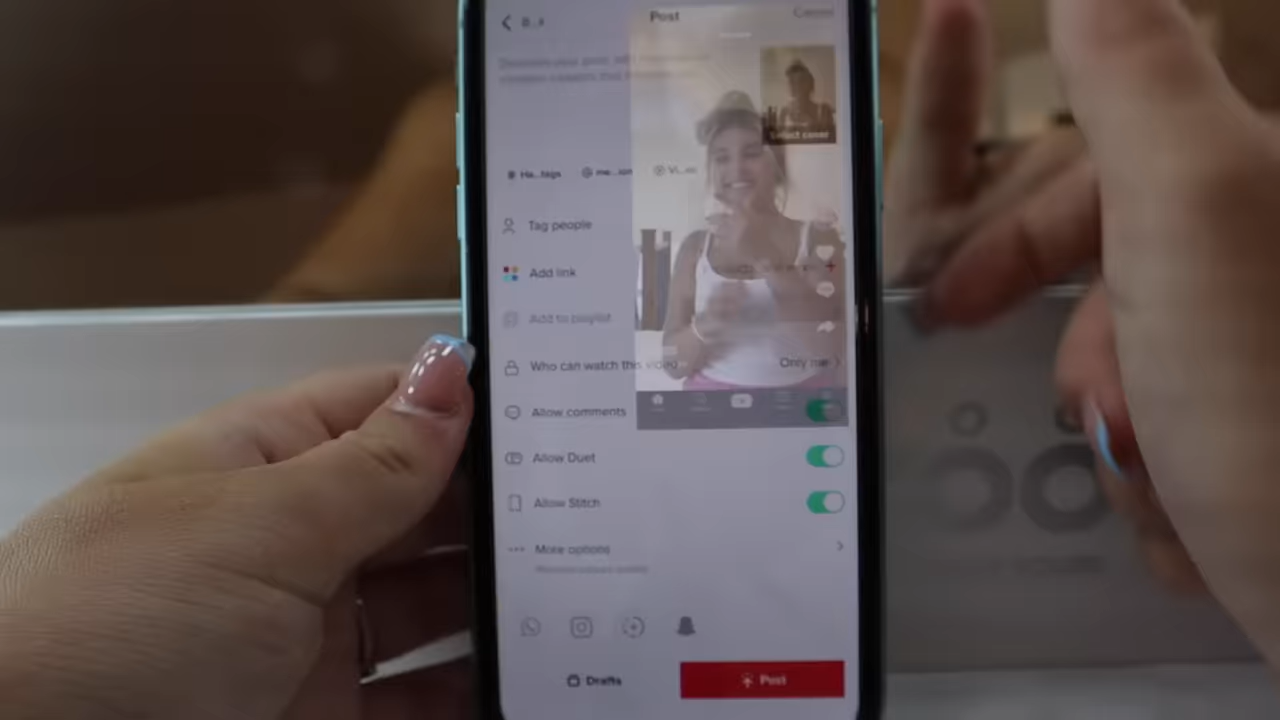 Post
Select cover
Tag people
Add link
Add to playlist
Who can watch this video
Only me
Allow comments
Allow Duet
Allow Stitch
More options
Drafts
Post